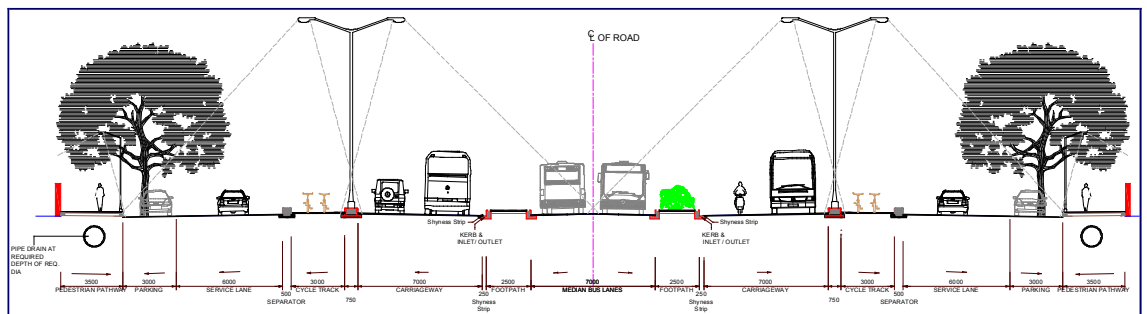 ℄ OF ROAD
Shyness Strip
KERB &
INLET/ OUTLET
Shyness Strip
KERB &
INLET / OUTLET
PIPE DRAIN AT
REQUIRED
DEPTH OF REQ.
DIA
3500 3000 6000 500 3000 750 7000 250 2500 7000 2500 250 7000 750 3000 500 6000 3000 3500
PEDESTRIAN PATHWAY PARKING SERVICE LANE SEPARATOR CYCLE TRACK CARRIAGEWAY Shyness Strip FOOTPATH MEDIAN BUS LANES FOOTPATH Shyness Strip CARRIAGEWAY CYCLE TRACK SEPARATOR SERVICE LANE PARKING PEDESTRIAN PATHWAY